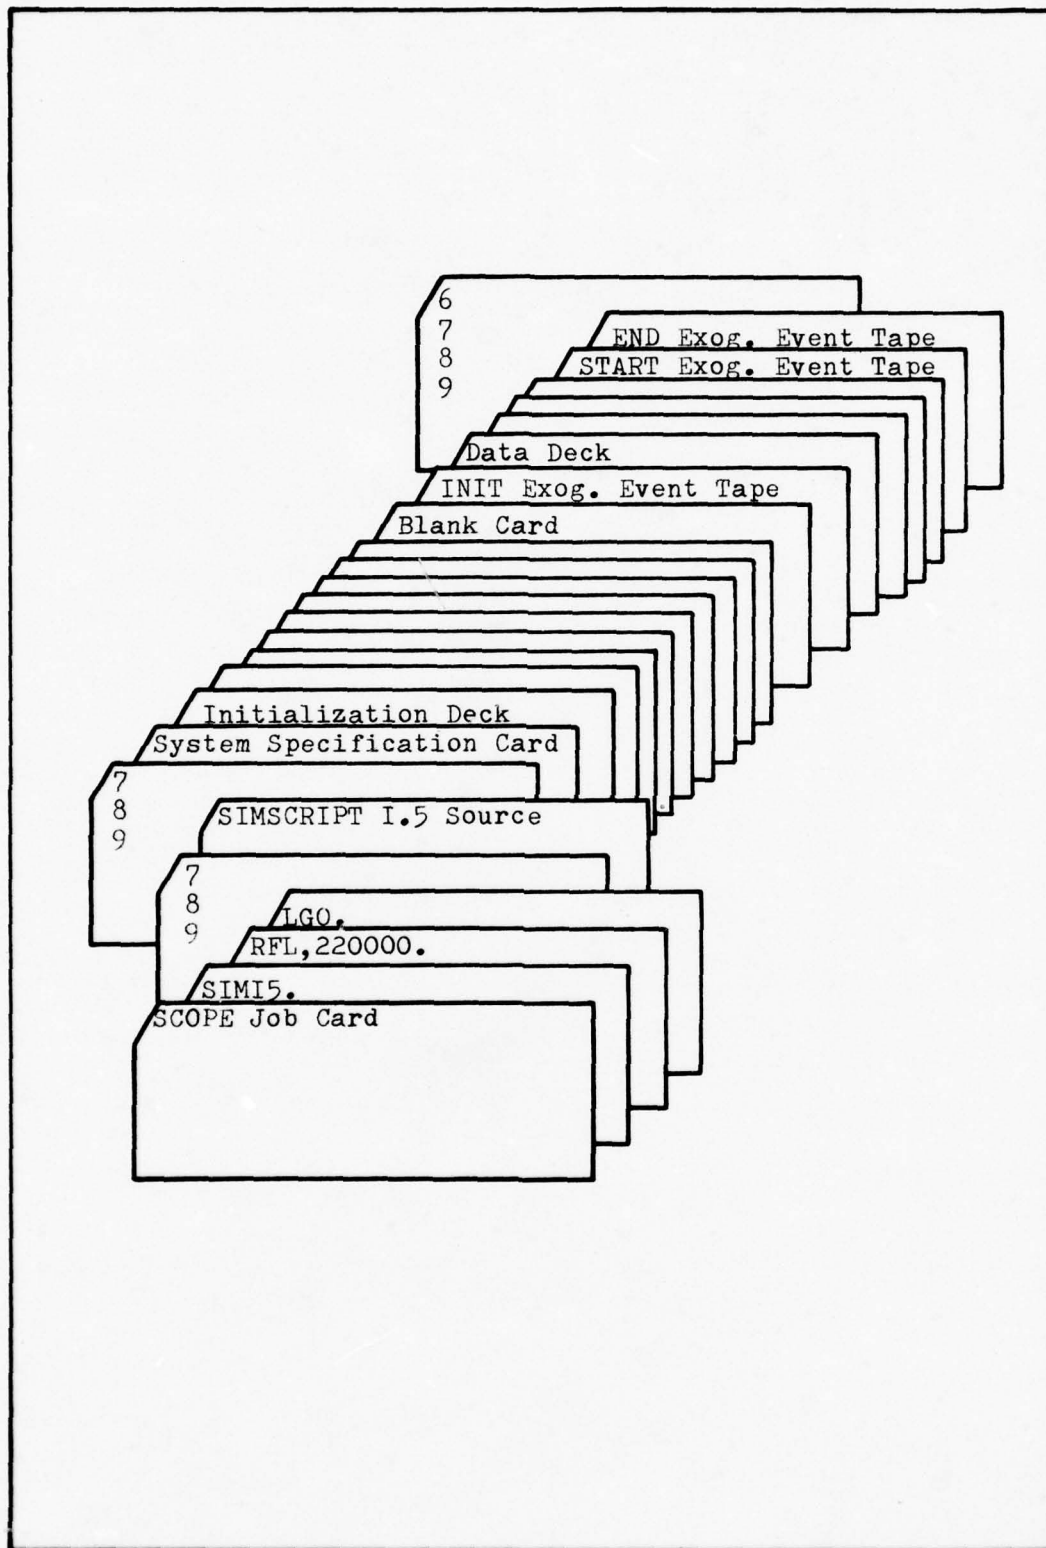 6
7
8
9
END Exog. Event Tape
START Exog. Event Tape
Data Deck
INIT Exog. Event Tape
Blank Card
Initialization Deck
System Specification Card
7
8
9
SIMSCRIPT I.5 Source
7
8
9
LGO.
RFL,220000.
SIMI5.
SCOPE Job Card